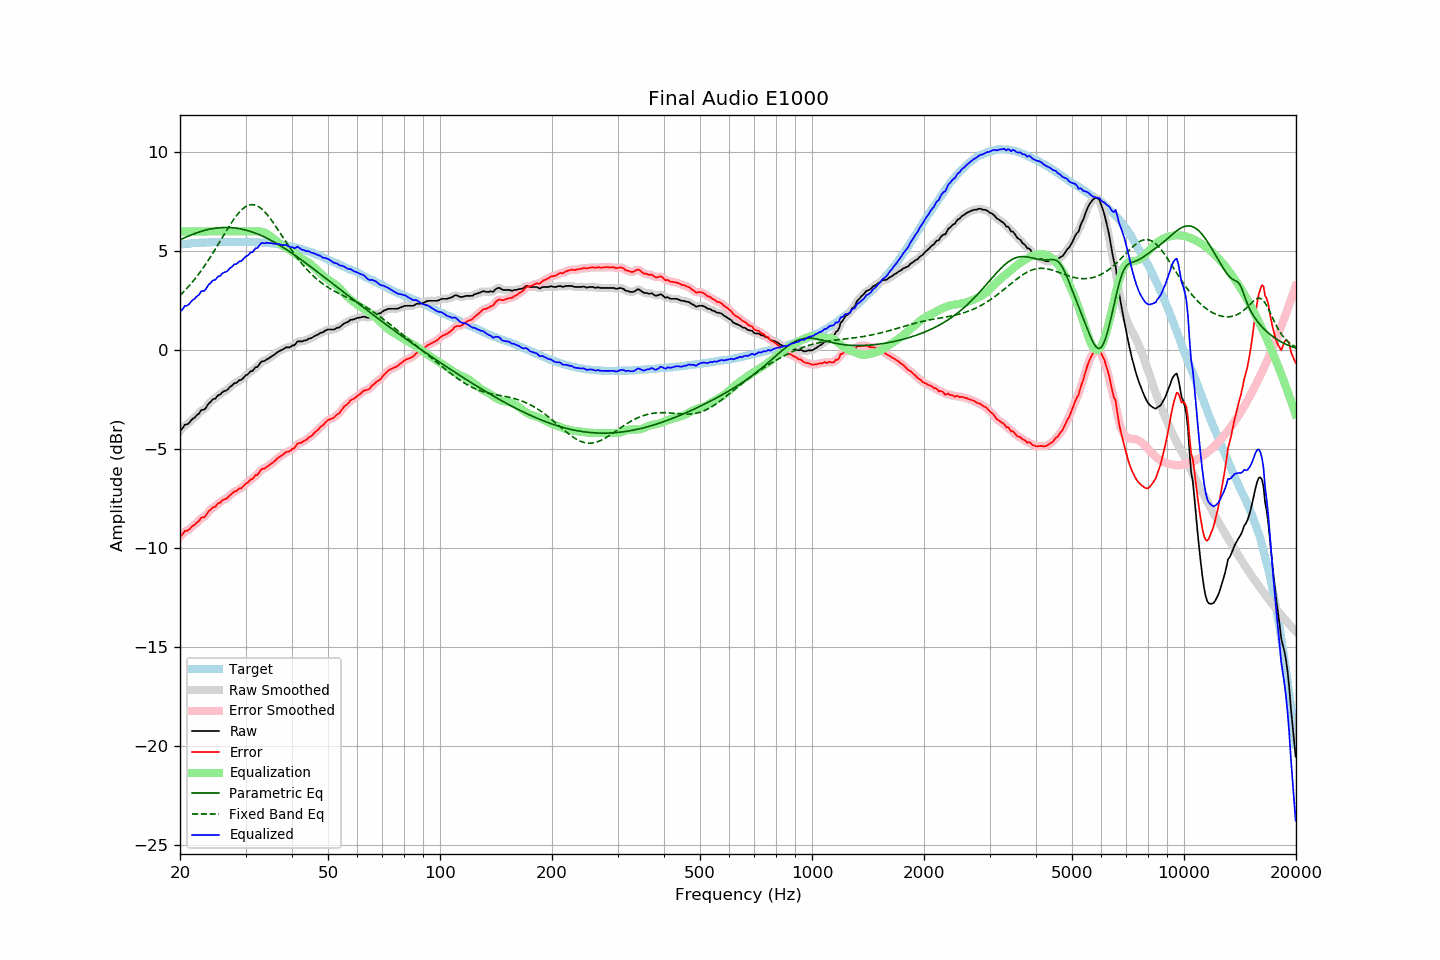 Final Audio E1000
Amplitude (dBr)
10
5
0
−5
−10
−15
−20
−25
Target
Raw Smoothed
Error Smoothed
Raw
Error
Equalization
Parametric Eq
Fixed Band Eq
Equalized
20 50 100 200 500 1000 2000 5000 10000 20000
Frequency (Hz)